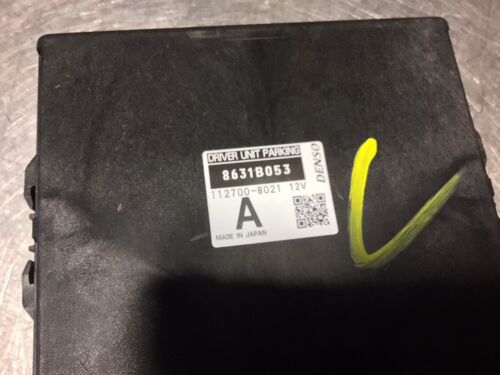 DRIVER UNIT PARKING
8631B053
112700-8021 12V
DENSO
A
MADE IN JAPAN